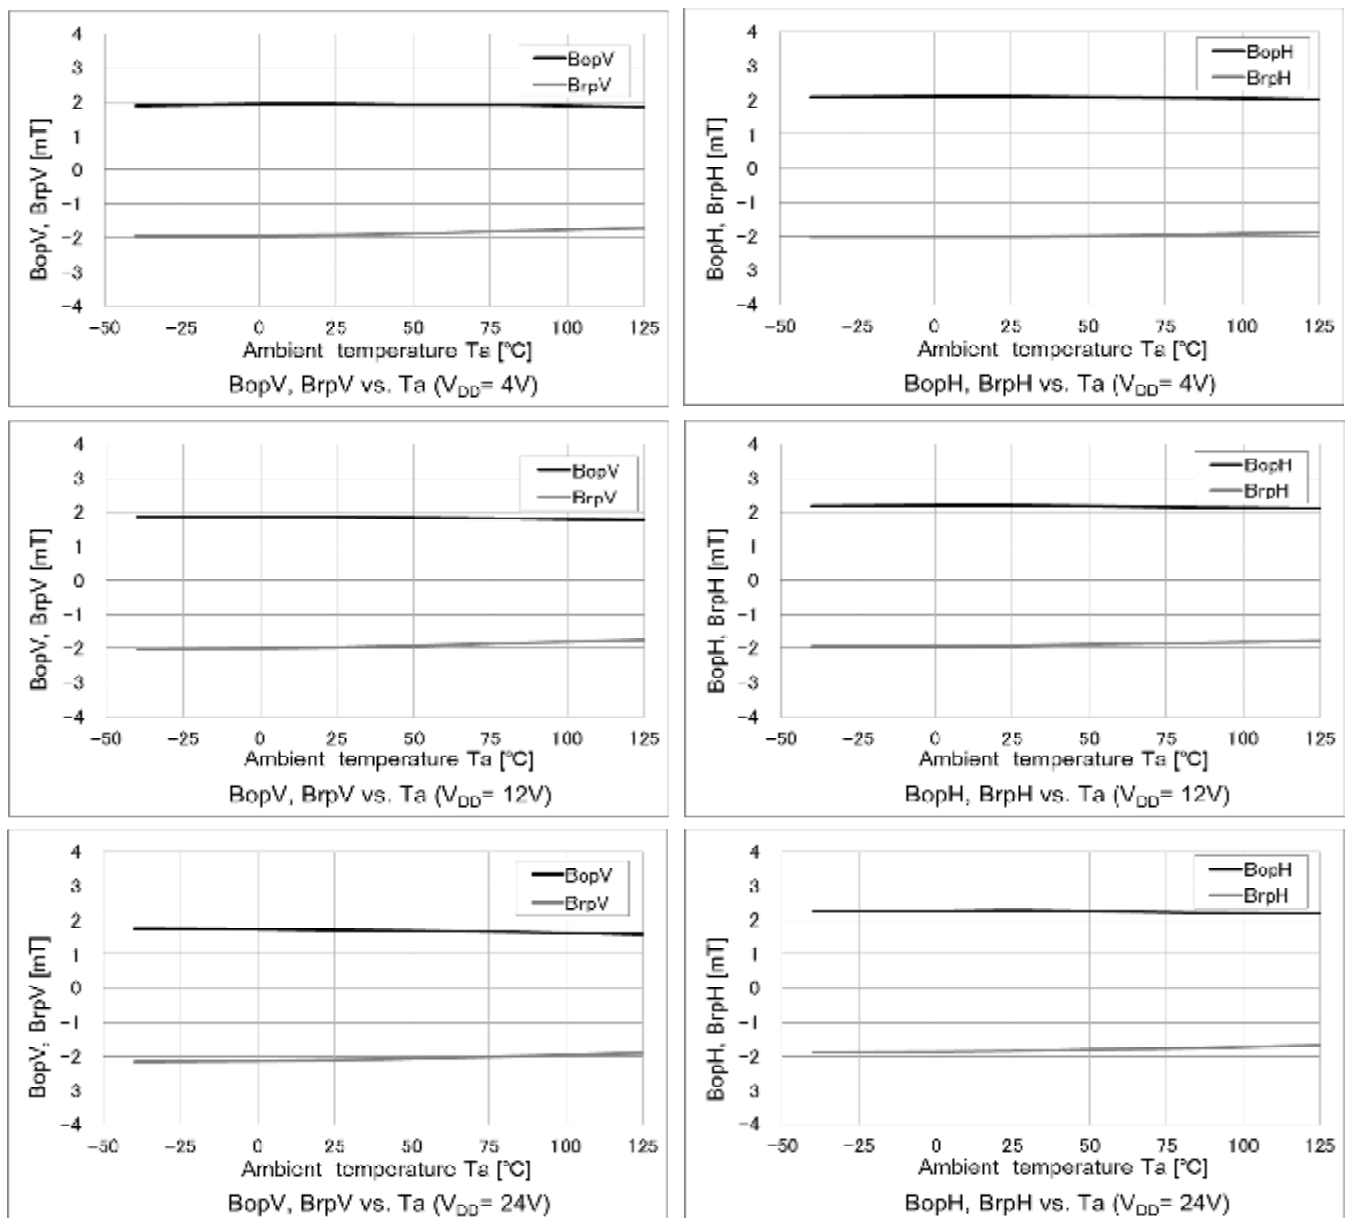 4
3
2
1
0
−1
−2
−3
−4
BopV, BrpV [mT]
BopV
BrpV
−50 −25 0 25 50 75 100 125
Ambient temperature Ta [°C]
BopV, BrpV vs. Ta (VDD= 4V)
4
3
2
1
0
−1
−2
−3
−4
BopH, BrpH [mT]
BopH
BrpH
−50 −25 0 25 50 75 100 125
Ambient temperature Ta [°C]
BopH, BrpH vs. Ta (VDD= 4V)
4
3
2
1
0
−1
−2
−3
−4
BopV, BrpV [mT]
BopV
BrpV
−50 −25 0 25 50 75 100 125
Ambient temperature Ta [°C]
BopV, BrpV vs. Ta (VDD= 12V)
4
3
2
1
0
−1
−2
−3
−4
BopH, BrpH [mT]
BopH
BrpH
−50 −25 0 25 50 75 100 125
Ambient temperature Ta [°C]
BopH, BrpH vs. Ta (VDD= 12V)
4
3
2
1
0
−1
−2
3
−4
BopV, BrpV [mT]
BopV
BrpV
−50 −25 0 25 50 75 100 125
Ambient temperature Ta [°C]
BopV, BrpV vs. Ta (VDD= 24V)
4
3
2
1
0
−1
−2
3
−4
BopH, BrpH [mT]
BopH
BrpH
−50 −25 0 25 50 75 100 125
Ambient temperature Ta [°C]
BopH, BrpH vs. Ta (VDD= 24V)